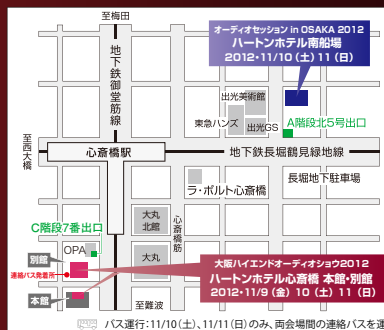 至梅田
オーディオセッション in OSAKA 2012
ハートンホテル南船場
2012・11/10(土)11(日)
地下鉄御堂筋線
出光美術館
東急ハンズ
出光GS
A階段北5号出口
至西大橋
心斎橋駅
地下鉄長堀鶴見緑地線
ラ・ポルト心斎橋
長堀地下駐車場
C階段7番出口
大丸
北館
心斎橋筋
OPA
別館
大丸
連絡バス発着所
本館
大阪ハイエンドオーディオショウ2012
ハートンホテル心斎橋 本館・別館
2012・11/9(金)10(土)11(日)
至難波
バス運行:11/10(土)、11/11(日)のみ、両会場間の連絡バスを運